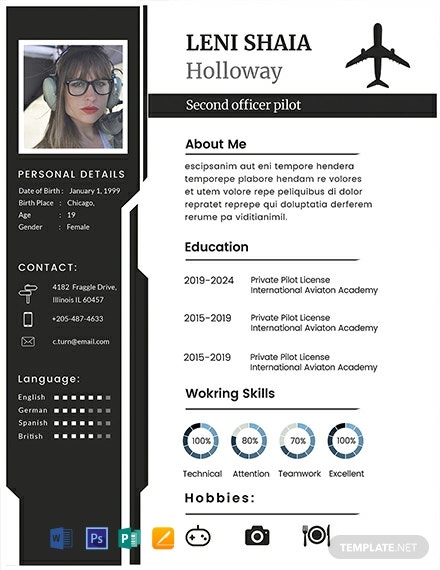 LENI SHAIA
Holloway
Second officer pilot
PERSONAL DETAILS
Date of Birth : January 1, 1999
Birth Place : Chicago,
Age : 19
Gender : Female
CONTACT:
4182 Fraggle Drive,
Illinois IL 60457
+205-487-4633
c.turn@email.com
Language:
English
German
Spanish
British
About Me
escipsanim aut eni tempore hendera
temporepe plabore hendam re nobites
et utem volore repe peliquibus di dolor
repratet reprepe qui doluptatia derferem
rerume pa viditianimil.
Education
2019-2024 Private Pilot License
International Aviaton Academy
2015-2019 Private Pilot License
International Aviaton Academy
2015-2019 Private Pilot License
International Aviaton Academy
Wokring Skills
100% 80% 70% 100%
Technical Attention Teamwork Excellent
Hobbies:
W Ps P
TEMPLATE.NET